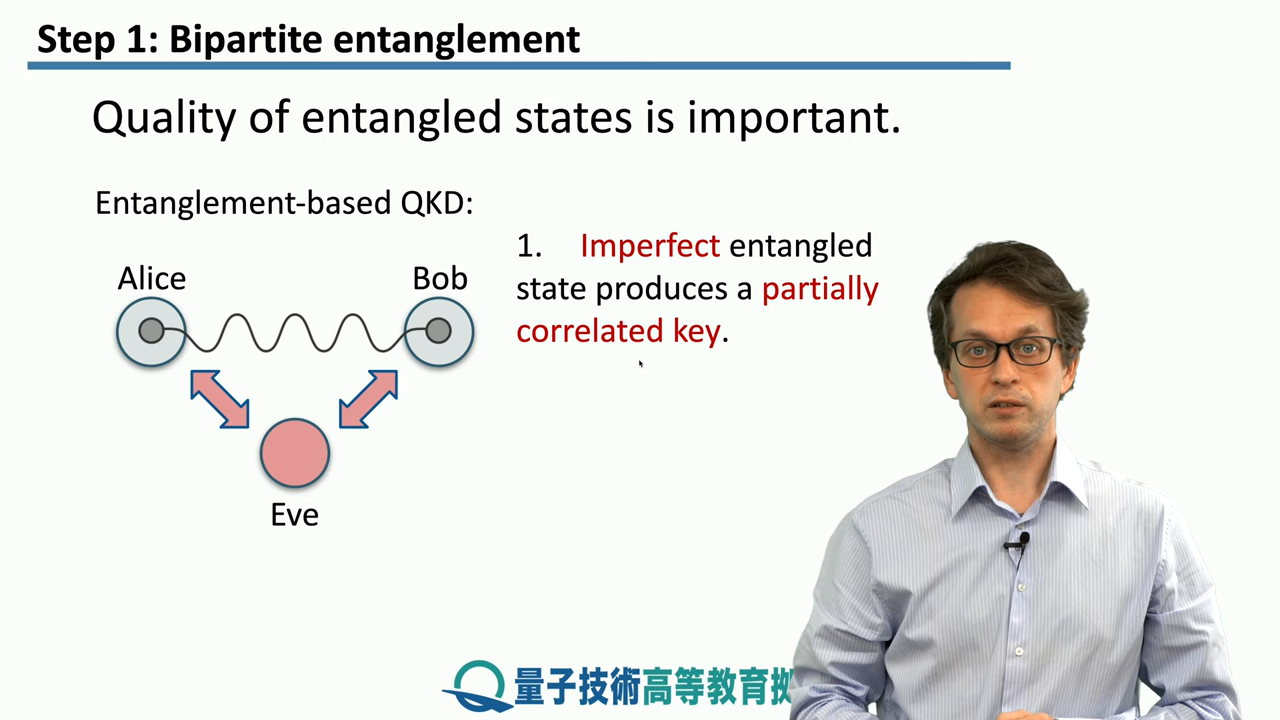 Step 1: Bipartite entanglement
Quality of entangled states is important.
Entanglement-based QKD:
1. Imperfect entangled
state produces a partially
correlated key.
Alice
Bob
Eve
量子技術高等教育拠